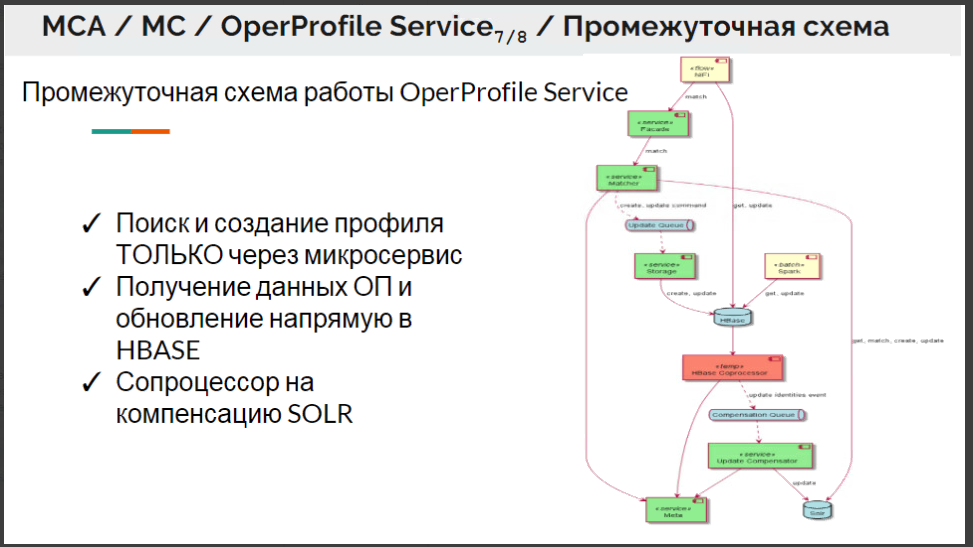 MCA / MC / OperProfile Service7/8 / Промежуточная схема
Промежуточная схема работы OperProfile Service
✓ Поиск и создание профиля
ТОЛЬКО через микросервис
✓ Получение данных ОП и
обновление напрямую в
HBASE
✓ Сопроцессор на
компенсацию SOLR
«flow»
NiFi
match
«service»
Facade
match
«service»
Matcher
create, update command
get, update
Update Queue
«service»
Storage
«batch»
Spark
create, update
get, update
HBase
get, match, create, update
«temp»
HBase Coprocessor
update identities event
Compensation Queue
«service»
Update Compensator
update
«service»
Meta
Solr